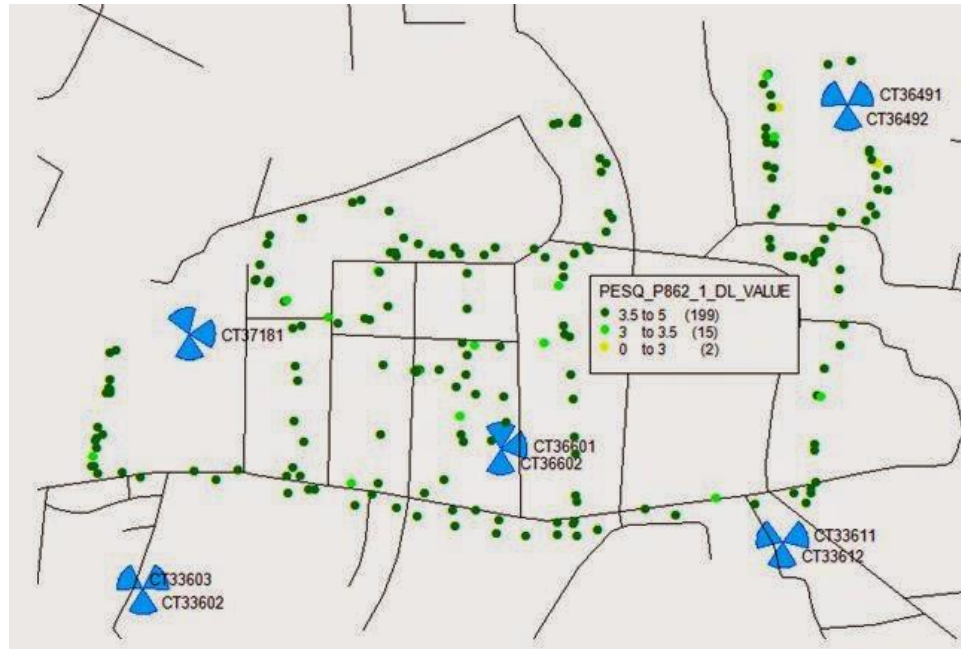 CT36491
CT36492
PESQ_P862_1_DL_VALUE
3.5 to 5 (199)
3 to 3.5 (15)
0 to 3 (2)
CT37181
CT36601
CT36602
CT33611
CT33612
CT33603
CT33602